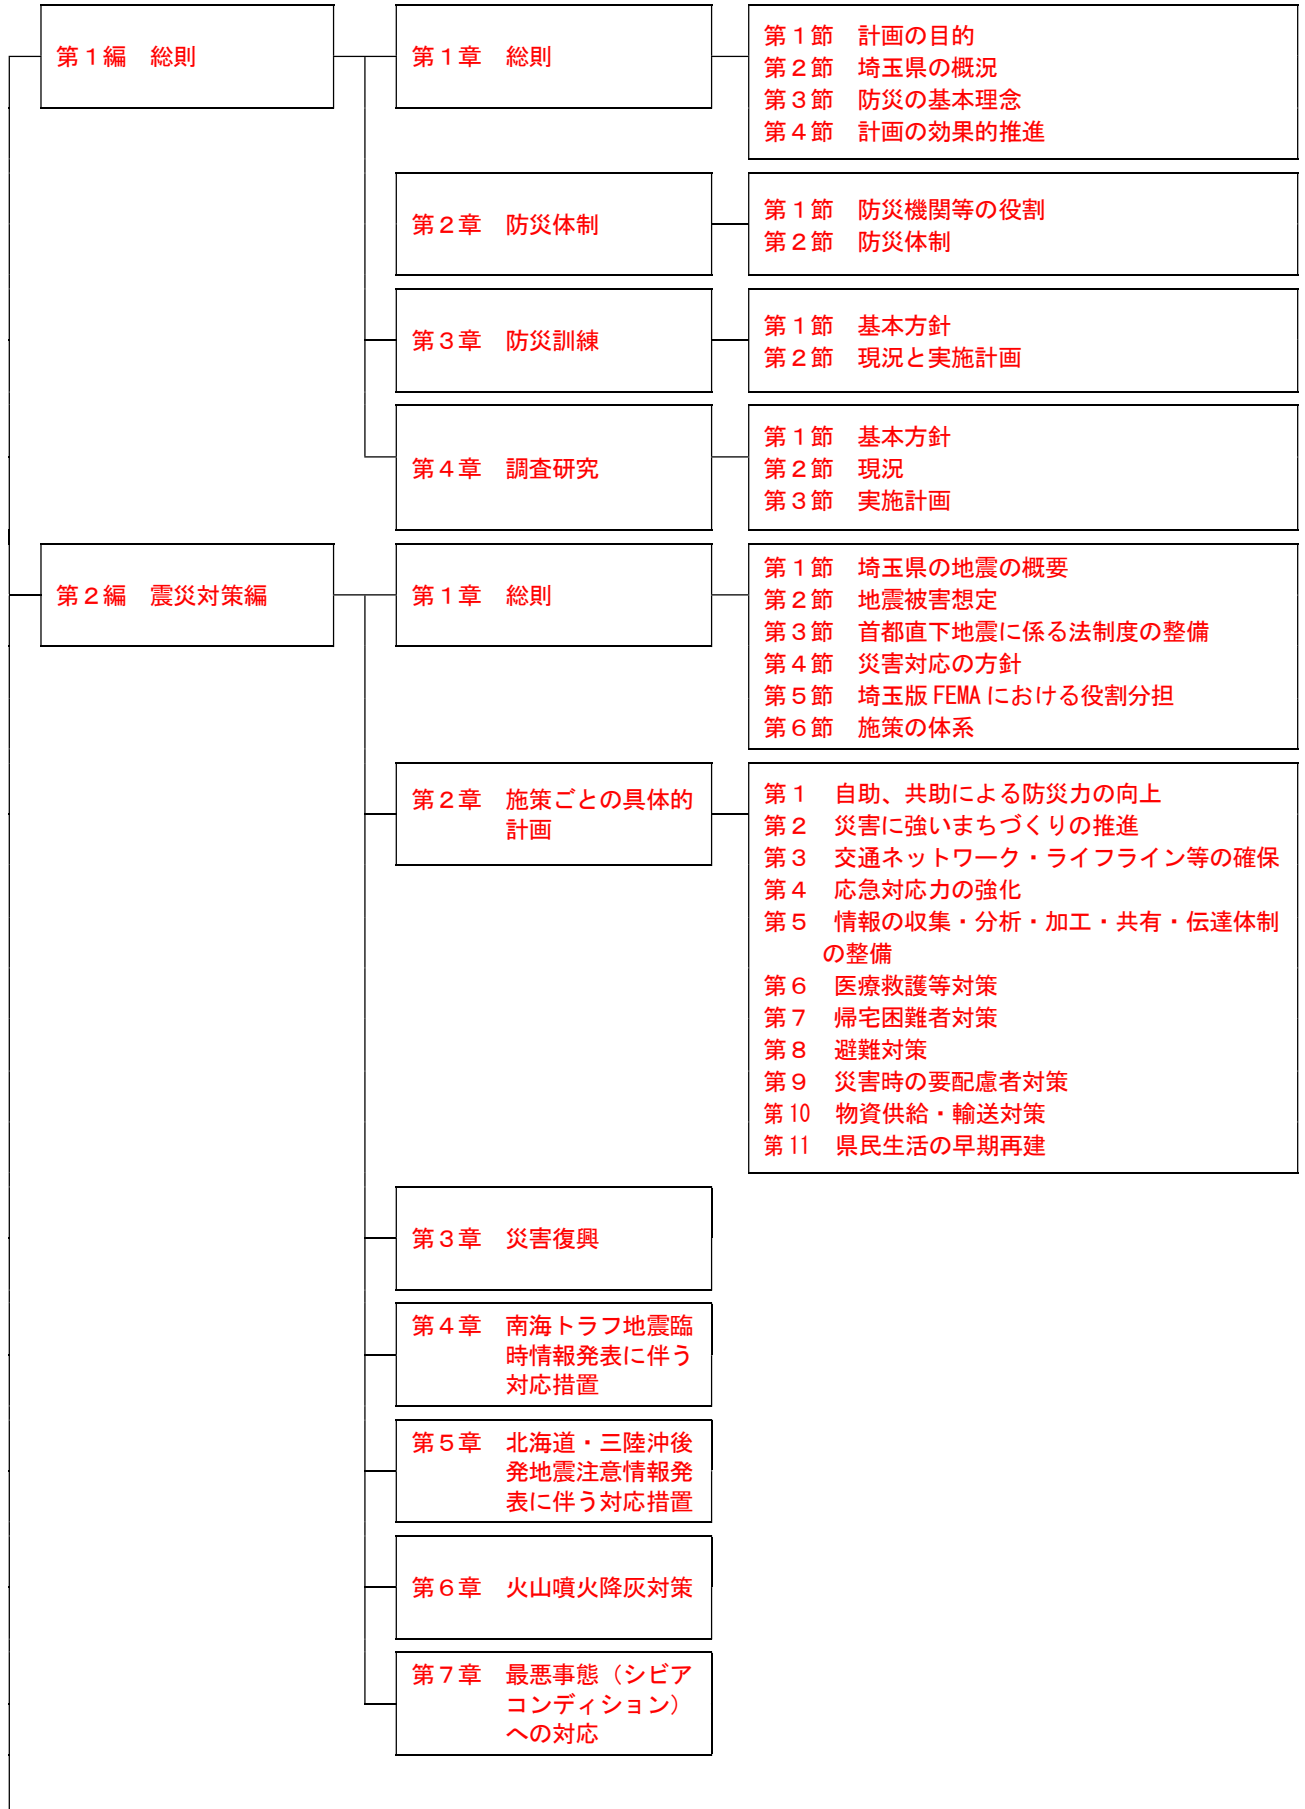 第１編　総則
第１章　総則
第１節　計画の目的
第２節　埼玉県の概況
第３節　防災の基本理念
第４節　計画の効果的推進
第２章　防災体制
第１節　防災機関等の役割
第２節　防災体制
第３章　防災訓練
第１節　基本方針
第２節　現況と実施計画
第４章　調査研究
第１節　基本方針
第２節　現況
第３節　実施計画
第２編　震災対策編
第１章　総則
第１節　埼玉県の地震の概要
第２節　地震被害想定
第３節　首都直下地震に係る法制度の整備
第４節　災害対応の方針
第５節　埼玉版 FEMA における役割分担
第６節　施策の体系
第２章　施策ごとの具体的
計画
第１　自助、共助による防災力の向上
第２　災害に強いまちづくりの推進
第３　交通ネットワーク・ライフライン等の確保
第４　応急対応力の強化
第５　情報の収集・分析・加工・共有・伝達体制
の整備
第６　医療救護等対策
第７　帰宅困難者対策
第８　避難対策
第９　災害時の要配慮者対策
第 10　物資供給・輸送対策
第 11　県民生活の早期再建
第３章　災害復興
第４章　南海トラフ地震臨
時情報発表に伴う
対応措置
第５章　北海道・三陸沖後
発地震注意情報発
表に伴う対応措置
第６章　火山噴火降灰対策
第７章　最悪事態（シビア
コンディション）
への対応